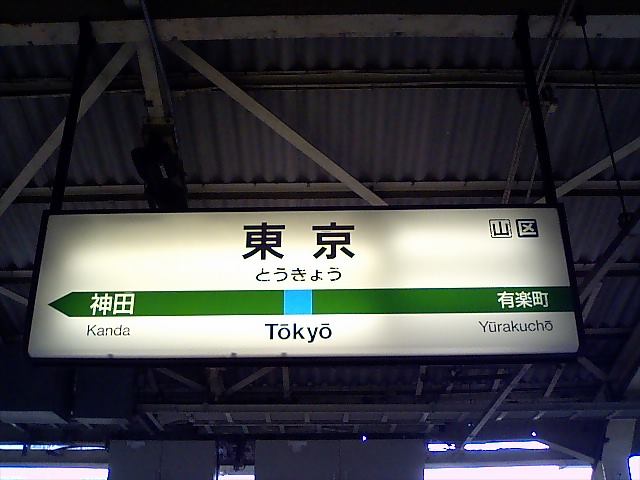 東京
山 区
とうきょう
神田
有楽町
Kanda
Tōkyō
Yūrakuchō